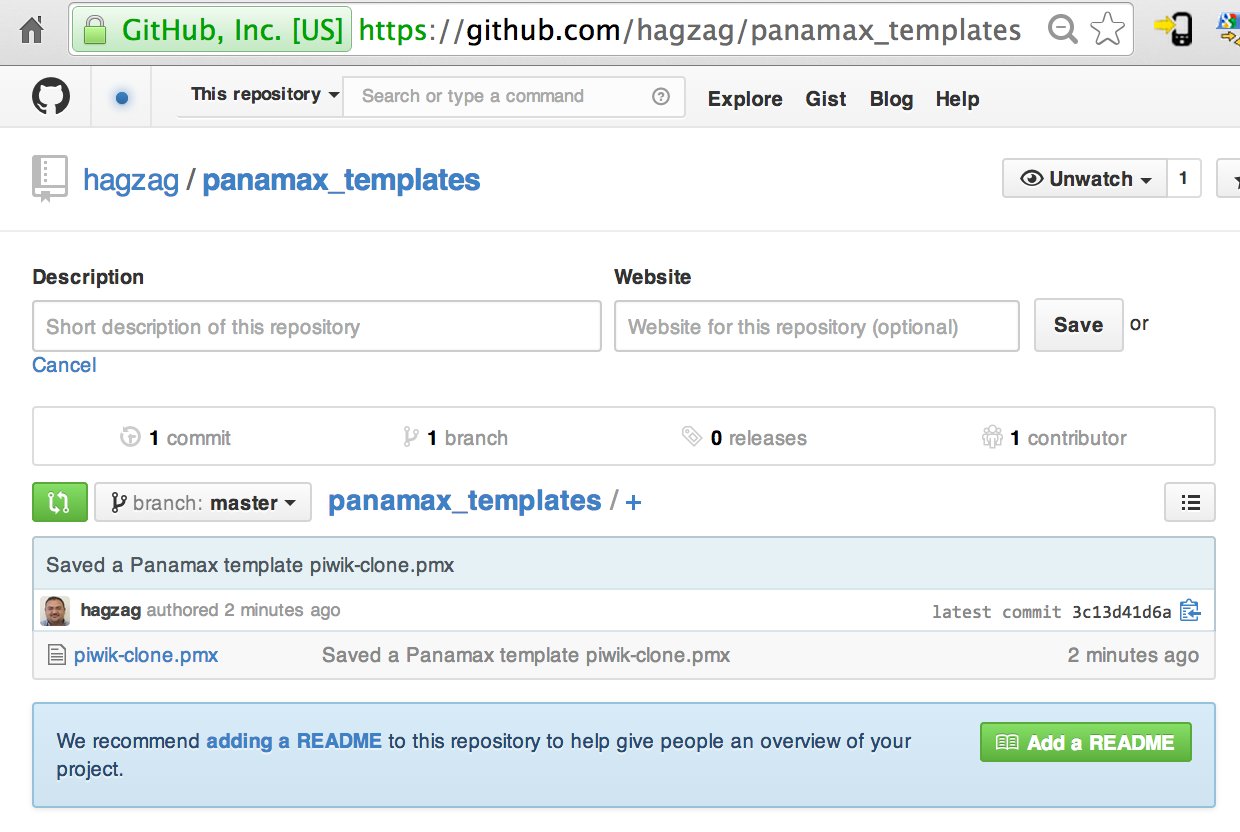 GitHub, Inc. [US] https://github.com/hagzag/panamax_templates
This repository Search or type a command Explore Gist Blog Help
hagzag / panamax_templates Unwatch 1
Description Website
Short description of this repository Website for this repository (optional) Save or
Cancel
1 commit 1 branch 0 releases 1 contributor
branch: master panamax_templates / +
Saved a Panamax template piwik-clone.pmx
hagzag authored 2 minutes ago latest commit 3c13d41d6a
piwik-clone.pmx Saved a Panamax template piwik-clone.pmx 2 minutes ago
We recommend adding a README to this repository to help give people an overview of your
project.
Add a README